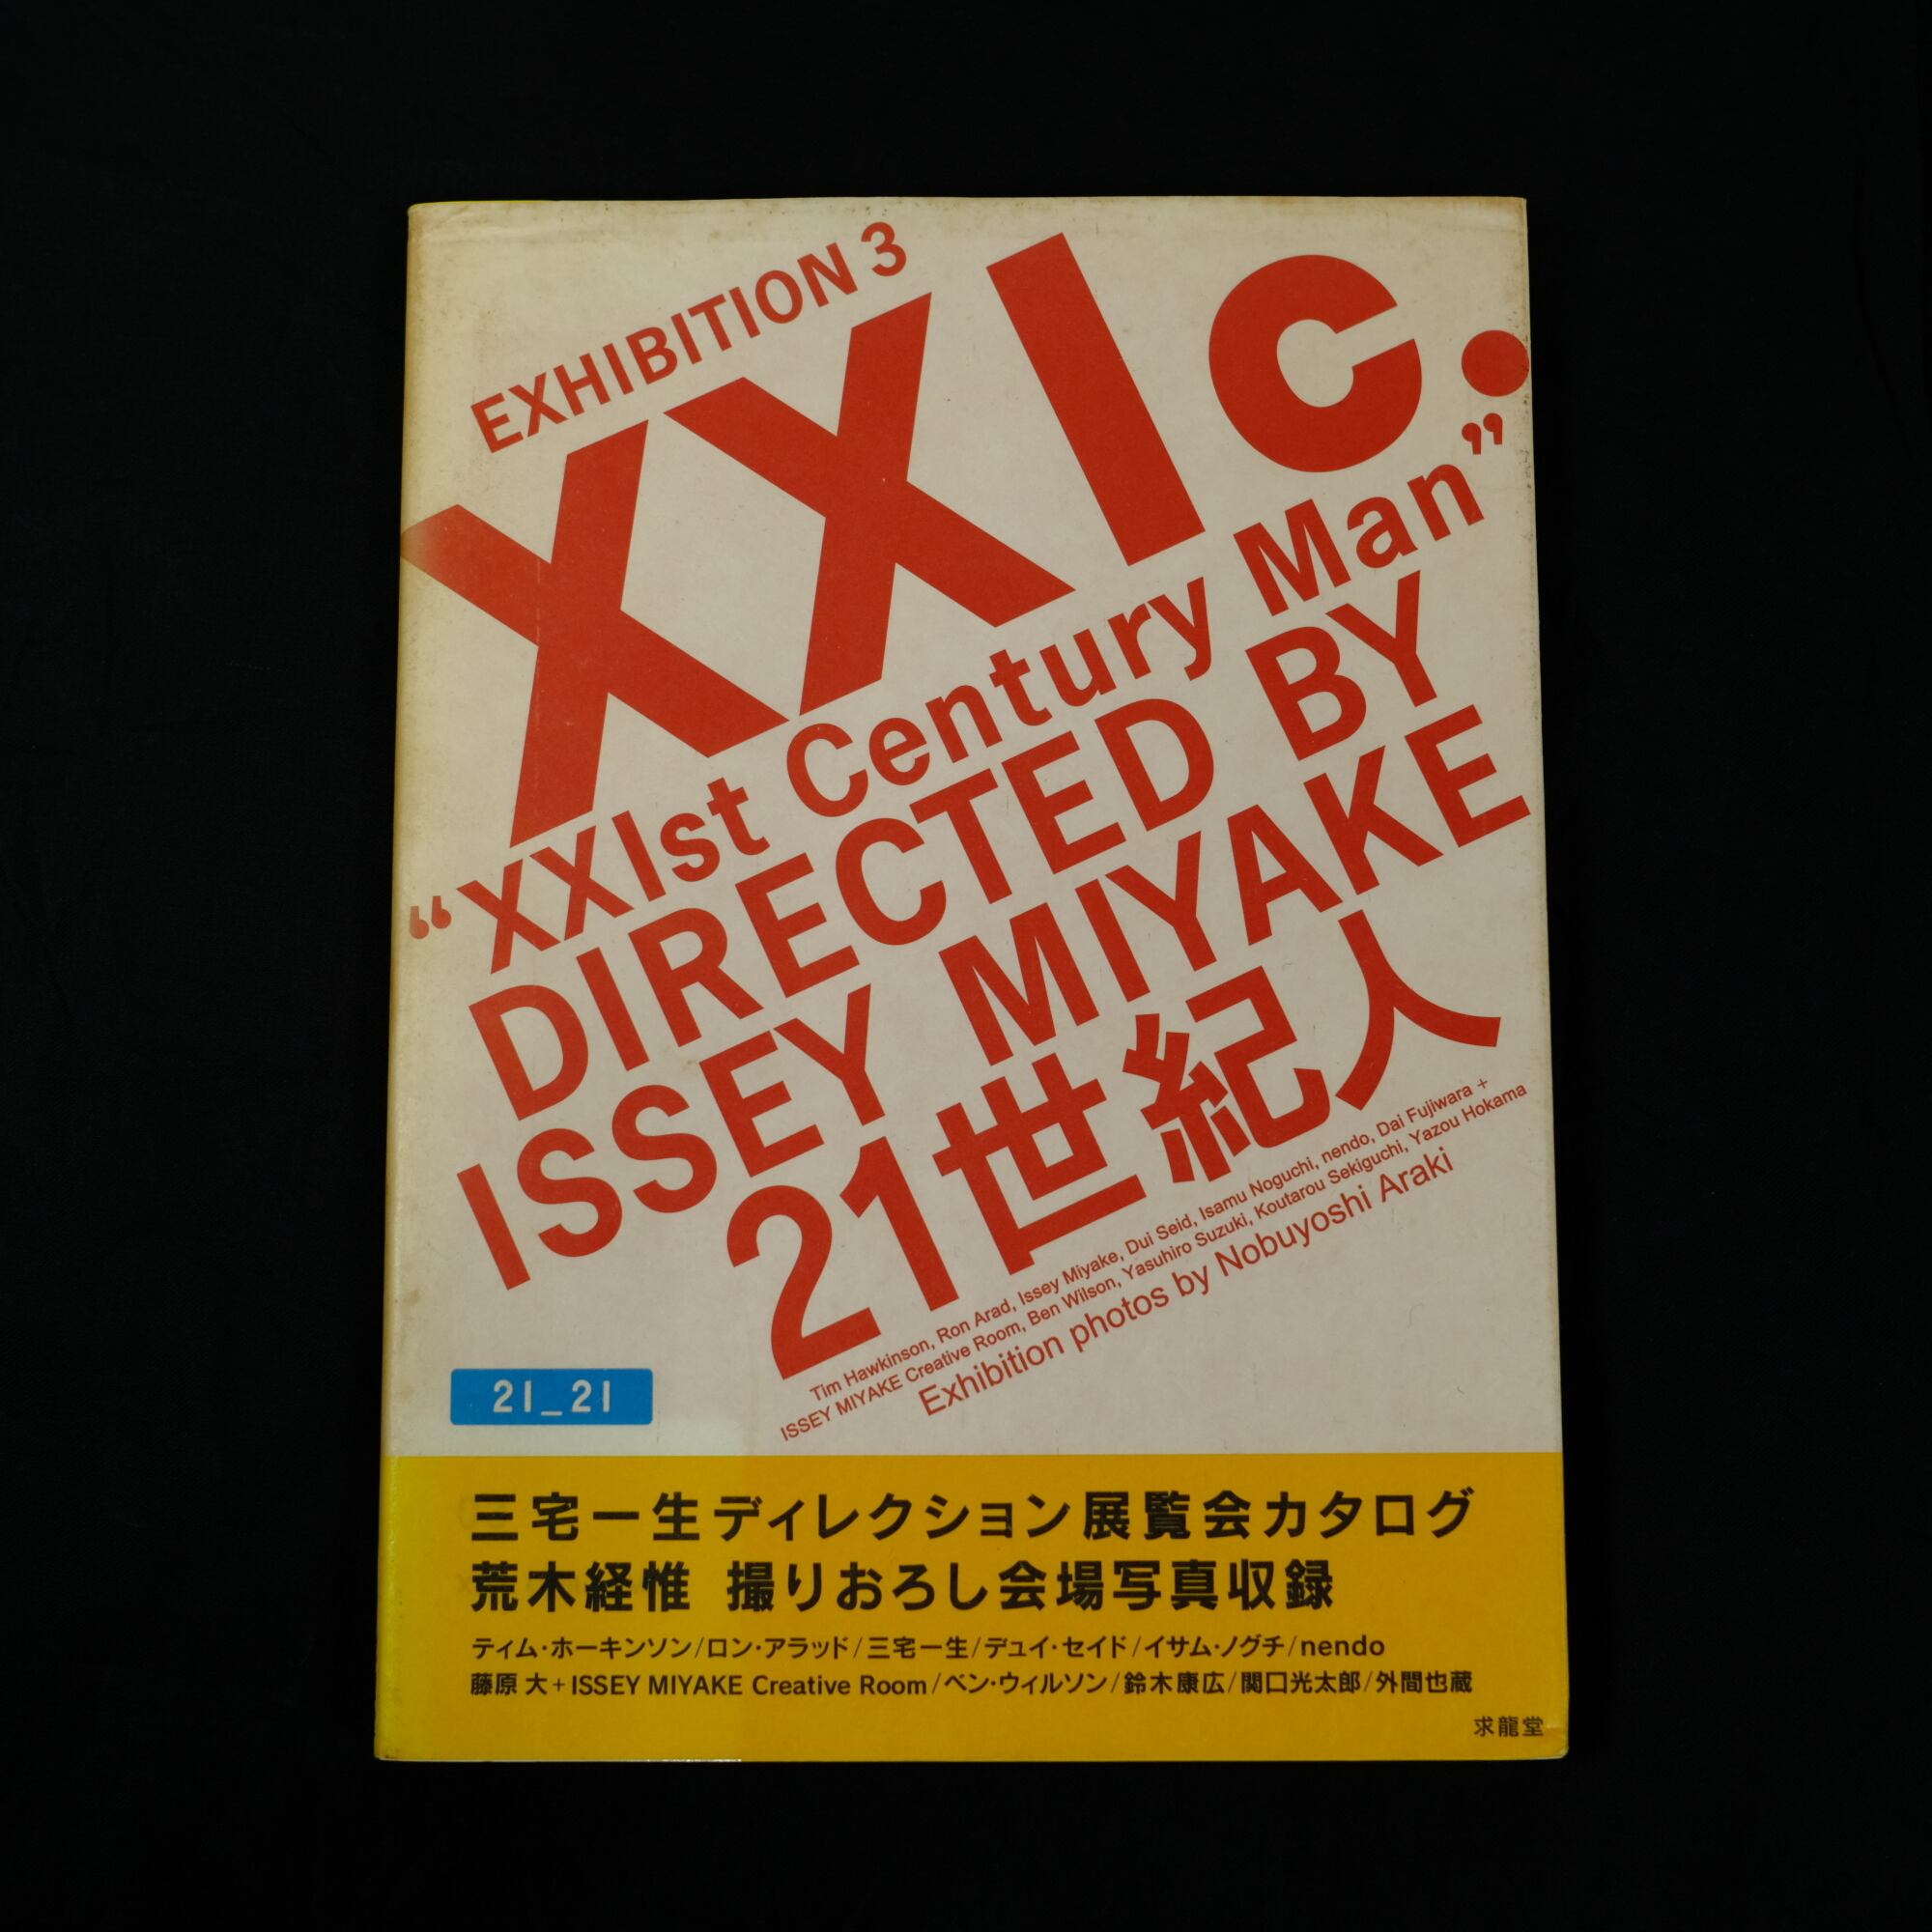 EXHIBITION 3
XXIc.
“XXIst Century Man”
DIRECTED BY
ISSEY MIYAKE
21世紀人
Tim Hawkinson, Ron Arad, Issey Miyake, Dui Seid, Isamu Noguchi, nendo, Dai Fujiwara +
ISSEY MIYAKE Creative Room, Ben Wilson, Yasuhiro Suzuki, Koutarou Sekiguchi, Yazou Hokama
Exhibition photos by Nobuyoshi Araki
21_21
三宅一生ディレクション展覧会カタログ
荒木経惟 撮りおろし会場写真収録
ティム・ホーキンソン/ロン・アラッド/三宅一生/デュイ・セイド/イサム・ノグチ/nendo
藤原 大+ISSEY MIYAKE Creative Room/ベン・ウィルソン/鈴木康広/関口光太郎/外間也蔵
求龍堂